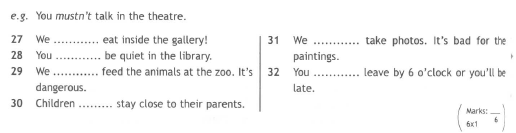 e.g. You mustn't talk in the theatre.
27 We ............ eat inside the gallery!
28 You ............ be quiet in the library.
29 We ............ feed the animals at the zoo. It's
dangerous.
30 Children ......... stay close to their parents.
31 We ............ take photos. It's bad for the
paintings.
32 You ............ leave by 6 o'clock or you'll be
late.
Marks: __
6x1 6